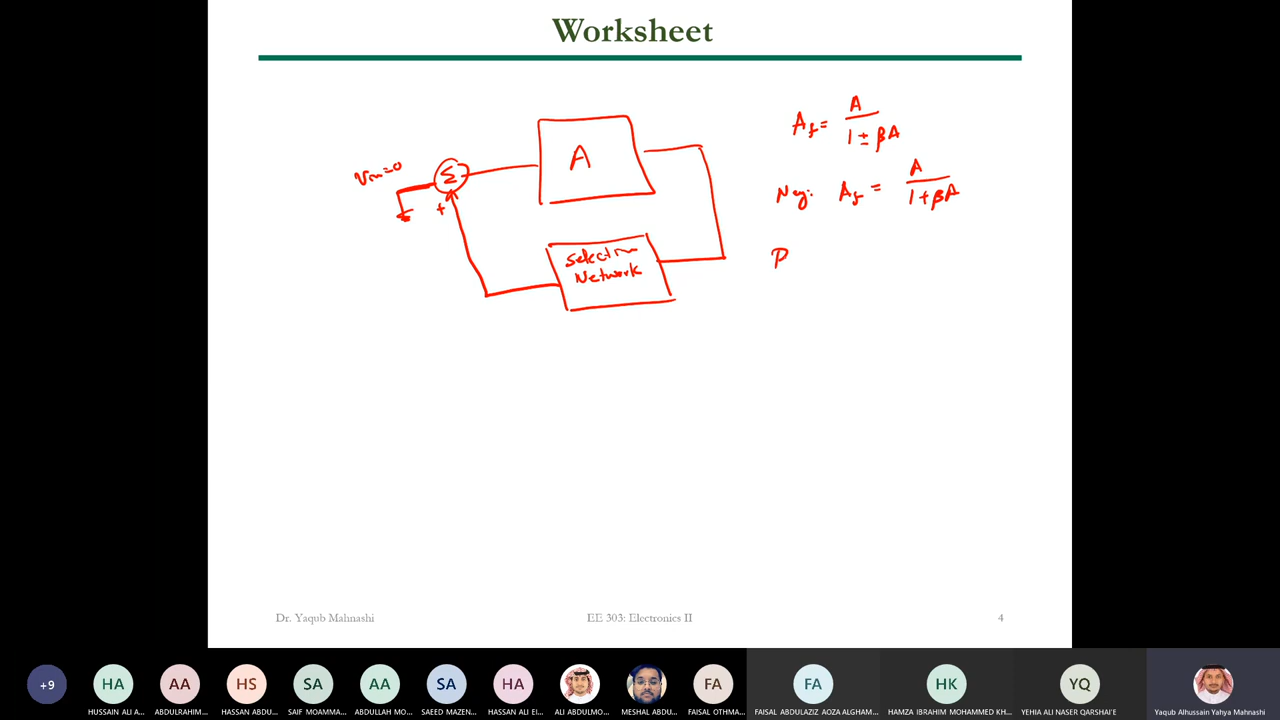 Worksheet
A_f = A / 1 ± βA
Neg: A_f = A / 1 + βA
P
v_in=0
Σ
+
A
Selection
Network
Dr. Yaqub Mahnashi
EE 303: Electronics II
4
+9
HA
AA
HS
SA
AA
SA
HA
FA
FA
HK
YQ
HUSSAIN ALI A...
ABDULRAHIM...
HASSAN ABDU...
SAIF MOAMMA...
ABDULLAH MO...
SAEED MAZEN...
HASSAN ALI EI...
ALI ABDULMO...
MESHAL ABDU...
FAISAL OTHMA...
FAISAL ABDULAZIZ AOZA ALGHAM...
HAMZA IBRAHIM MOHAMMED KH...
YEHIA ALI NASER QARSHAI'E
Yaqub Alhussain Yahya Mahnashi